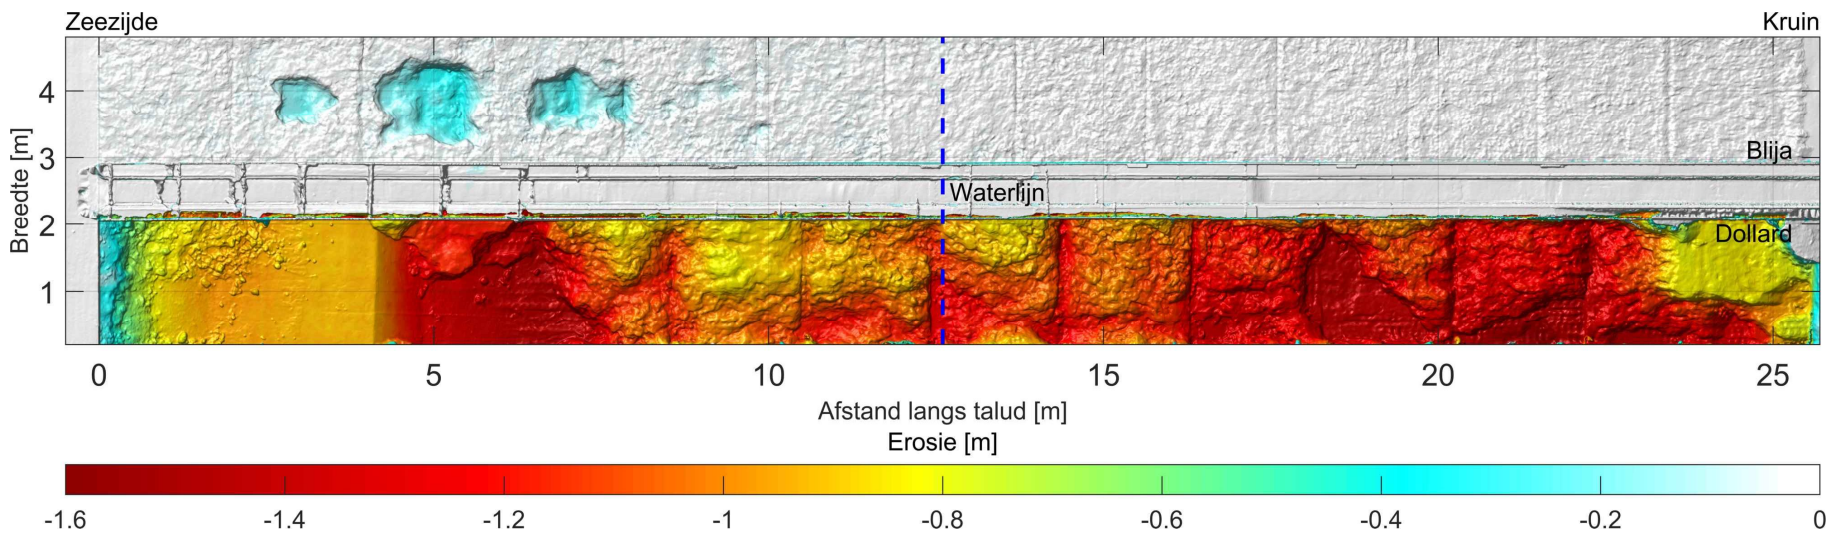 Zeezijde Kruin
4
3
2
1
Breedte [m]
Blija
Waterlijn
Dollard
0 5 10 15 20 25
Afstand langs talud [m]
Erosie [m]
-1.6 -1.4 -1.2 -1 -0.8 -0.6 -0.4 -0.2 0